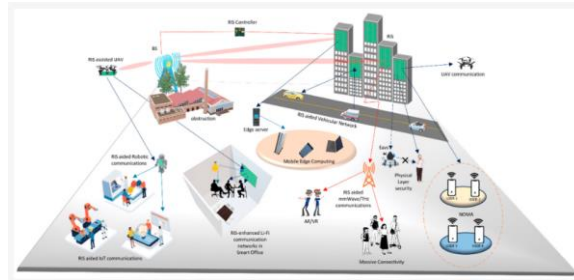 RIS Controller
BS
RIS
RIS-assisted UAV
UAV communication
obstruction
RIS-aided Vehicular Network
Edge server
Mobile Edge Computing
RIS aided Robotic
communications
Physical
Layer
security
RIS aided
mmWave/THz
communications
AR/VR
NOMA
RIS-enhanced Li-Fi
communication
networks in
Smart Office
RIS aided IoT communications
Massive Connectivity